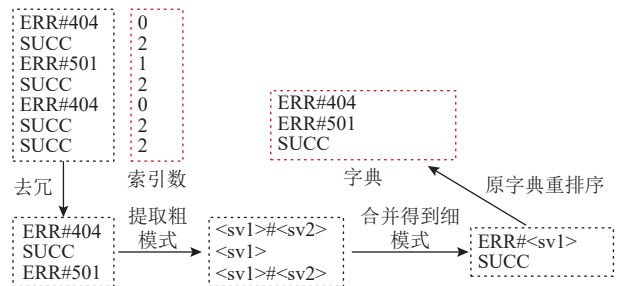 ERR#404 0
SUCC 2
ERR#501 1
SUCC 2
ERR#404 0
SUCC 2
SUCC 2
索引数
去冗
ERR#404
ERR#501
SUCC
字典
原字典重排序
ERR#404
SUCC
ERR#501
提取粗
模式
<sv1>#<sv2>
<sv1>
<sv1>#<sv2>
合并得到细
模式
ERR#<sv1>
SUCC